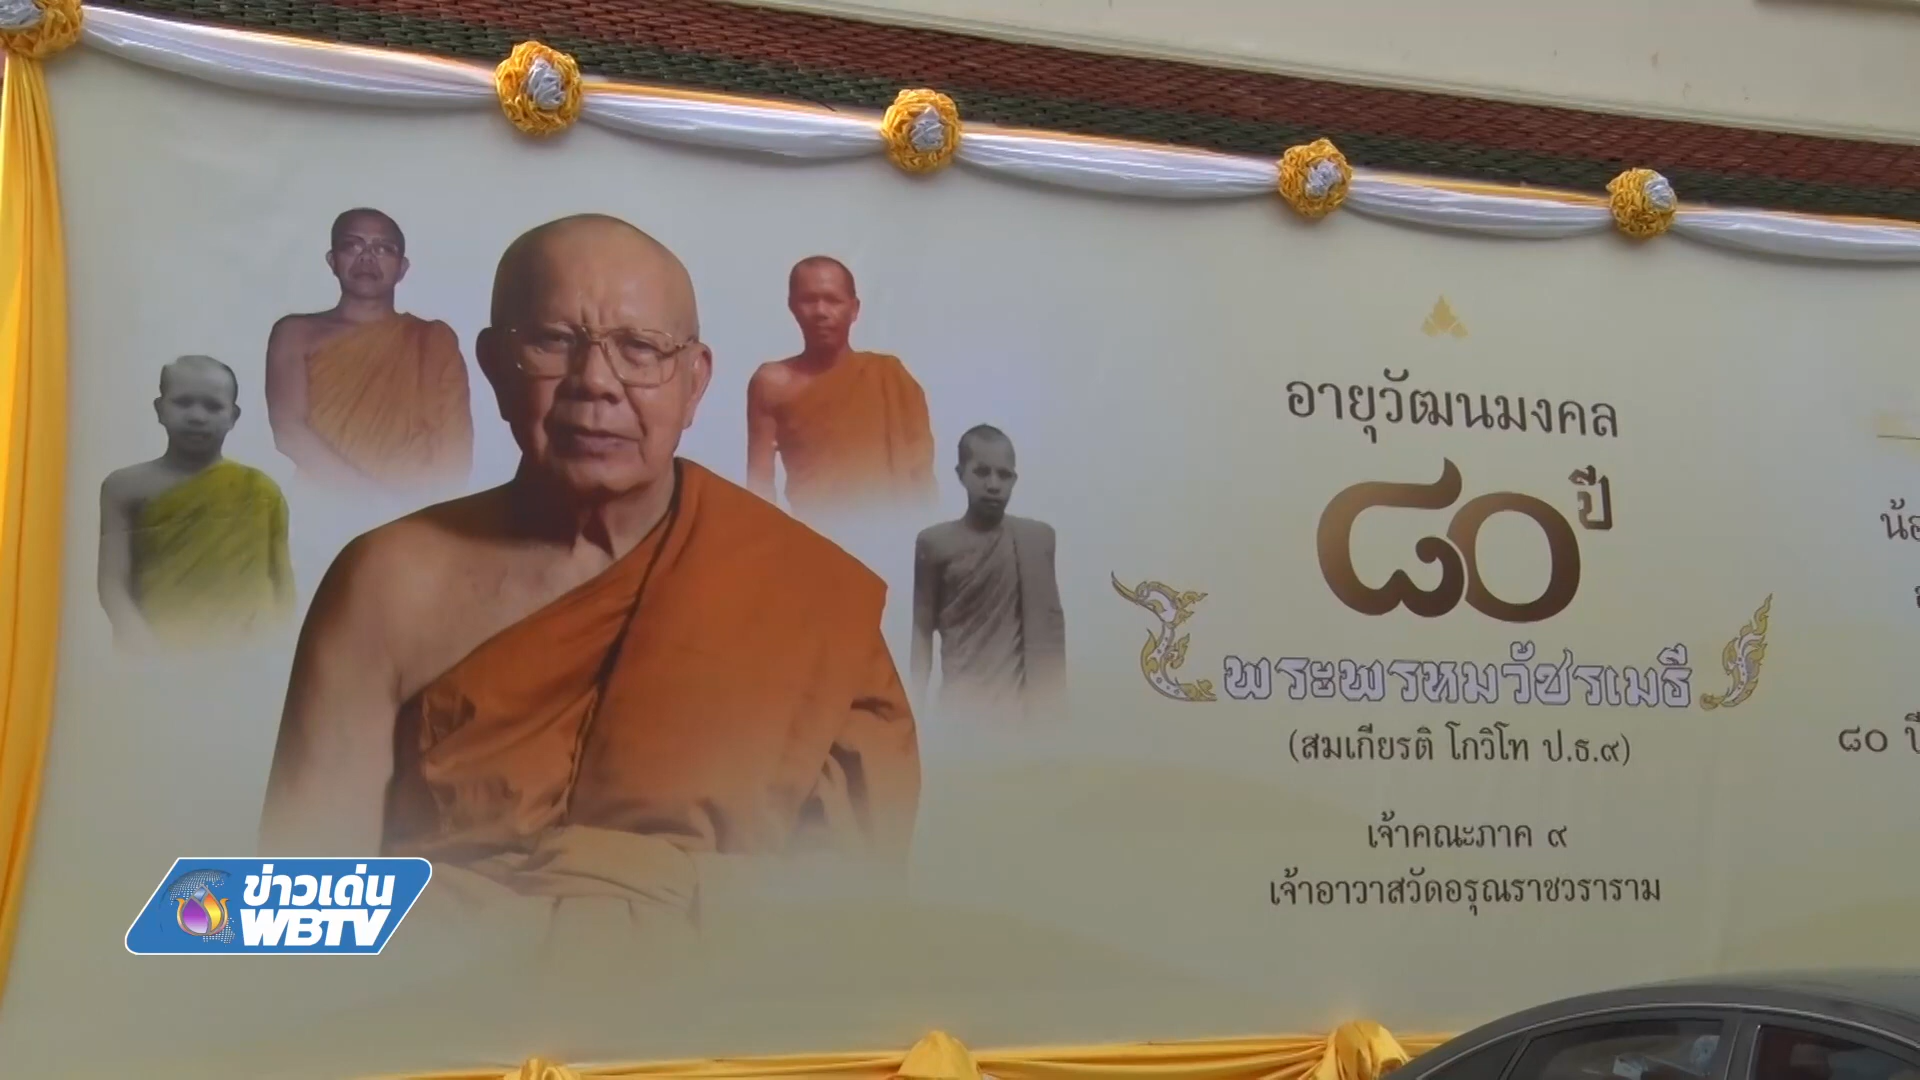 อายุวัฒนมงคล
๘๐ ปี
พระพรหมวัชรเมธี
(สมเกียรติ โกวิโท ป.ธ.๙)
เจ้าคณะภาค ๙
เจ้าอาวาสวัดอรุณราชวราราม
๘๐ ปี
ข่าวเด่น
WBTV